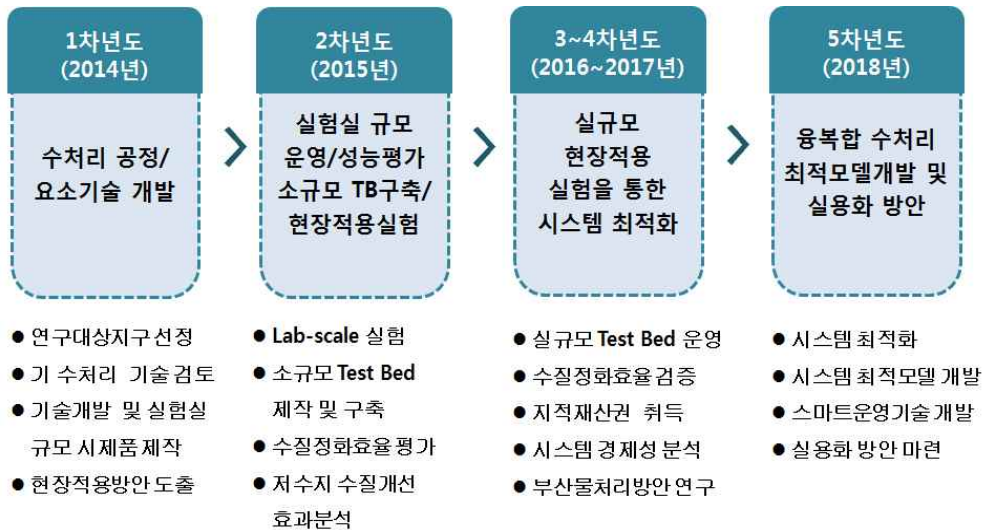 1차년도
(2014년)
수처리 공정/
요소기술 개발
● 연구대상지구선정
● 기 수처리 기술검토
● 기술개발 및 실험실
규모 시제품제작
● 현장적용방안도출
2차년도
(2015년)
실험실 규모
운영/성능평가
소규모 TB구축/
현장적용실험
● Lab-scale 실험
● 소규모 Test Bed
제작 및 구축
● 수질정화효율평가
● 저수지 수질개선
효과분석
3~4차년도
(2016~2017년)
실규모
현장적용
실험을 통한
시스템 최적화
● 실규모 Test Bed 운영
● 수질정화효율검증
● 지적재산권 취득
● 시스템 경제성 분석
● 부산물처리방안연구
5차년도
(2018년)
융복합 수처리
최적모델개발 및
실용화 방안
● 시스템최적화
● 시스템최적모델 개발
● 스마트운영기술개발
● 실용화 방안 마련